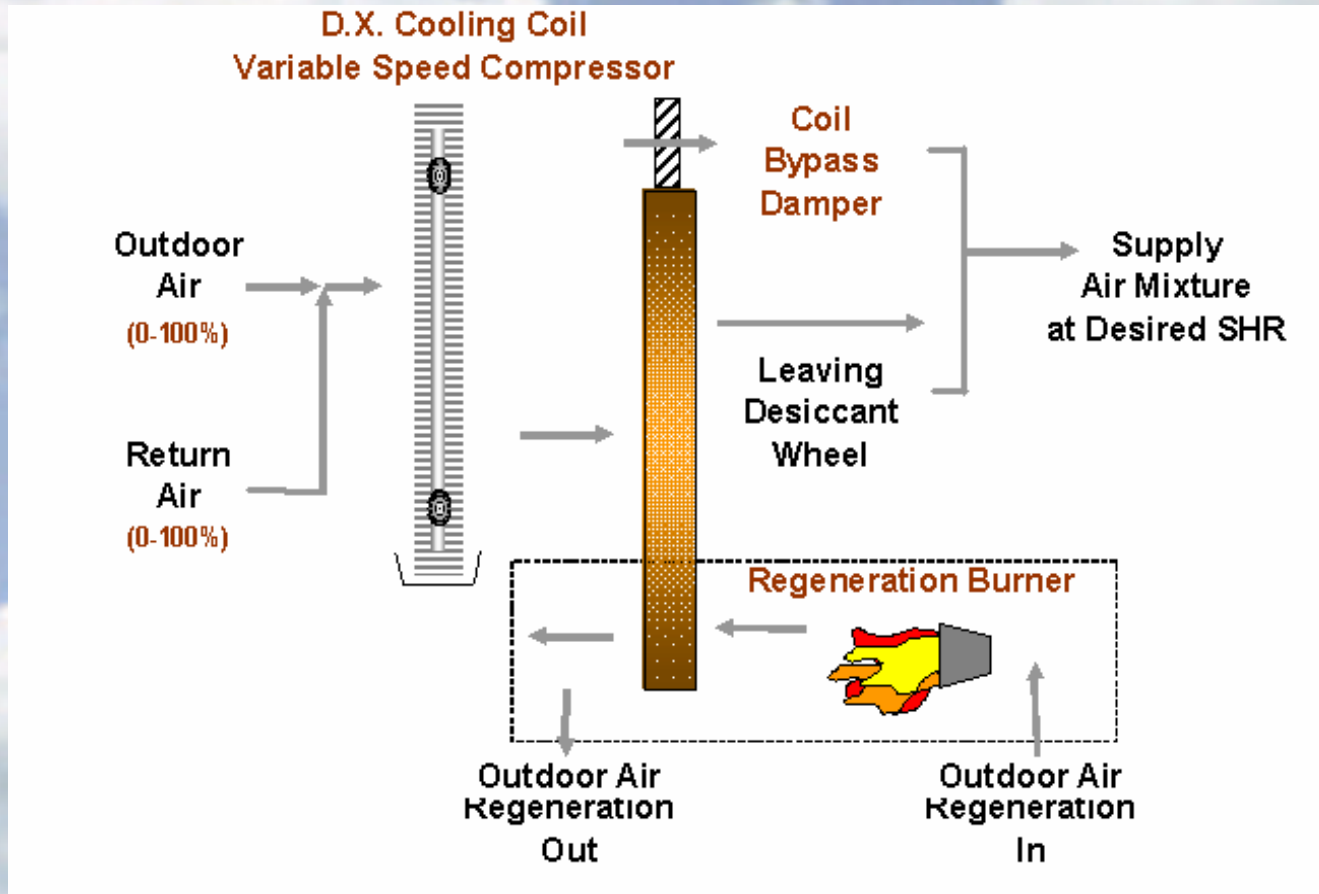 D.X. Cooling Coil
Variable Speed Compressor
Coil
Bypass
Damper
Outdoor
Air
(0-100%)
Supply
Air Mixture
at Desired SHR
Leaving
Desiccant
Wheel
Return
Air
(0-100%)
Regeneration Burner
Outdoor Air
Regeneration
Out
Outdoor Air
Regeneration
In